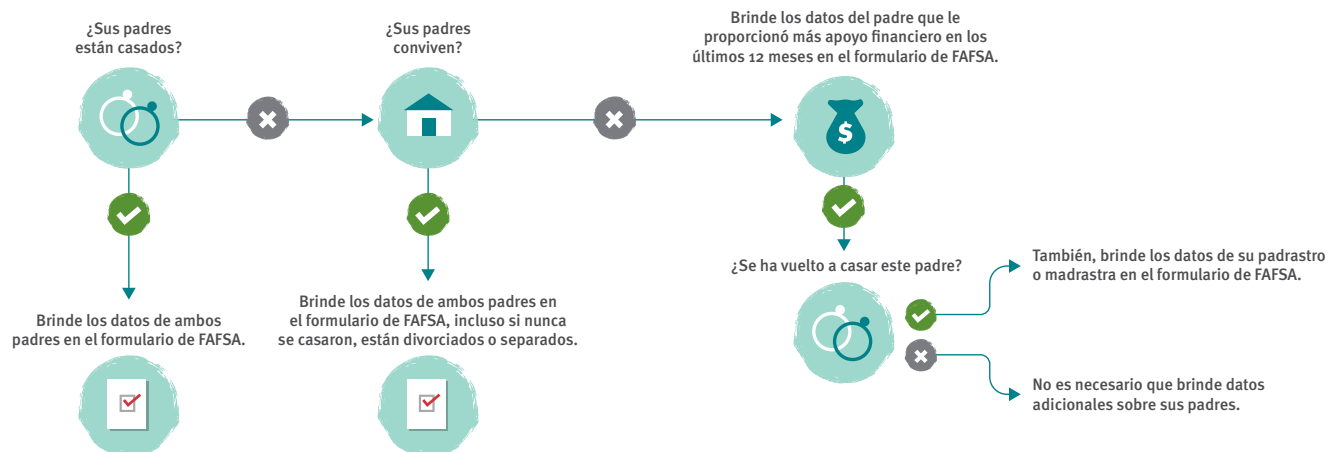 ¿Sus padres
están casados?
¿Sus padres
conviven?
Brinde los datos del padre que le
proporcionó más apoyo financiero en los
últimos 12 meses en el formulario de FAFSA.
$
Brinde los datos de ambos
padres en el formulario de FAFSA.
Brinde los datos de ambos padres en
el formulario de FAFSA, incluso si nunca
se casaron, están divorciados o separados.
¿Se ha vuelto a casar este padre?
También, brinde los datos de su padrastro
o madrastra en el formulario de FAFSA.
No es necesario que brinde datos
adicionales sobre sus padres.